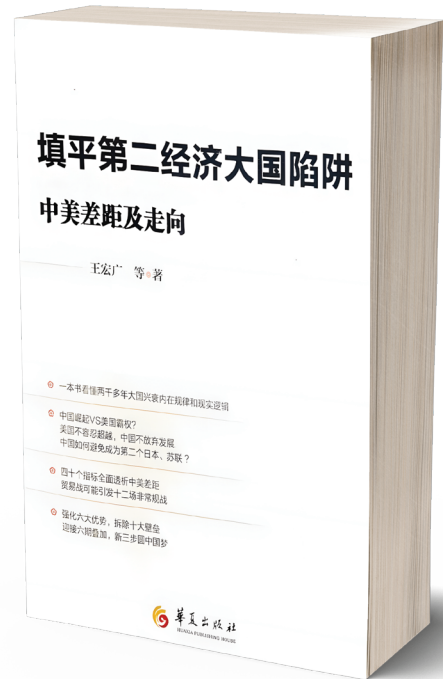 填平第二经济大国陷阱
中美差距及走向
王宏广 等 著
一本书看懂两千多年大国兴衰内在规律和现实逻辑
中国崛起VS美国霸权？
美国不容忍超越，中国不放弃发展
中国如何避免成为第二个日本、苏联？
四十个指标全面透析中美差距
贸易战可能引发十二场非常规战
强化六大优势，拆除十大壁垒
迎接六期叠加，新三步圆中国梦
華夏出版社
HUAXIA PUBLISHING HOUSE